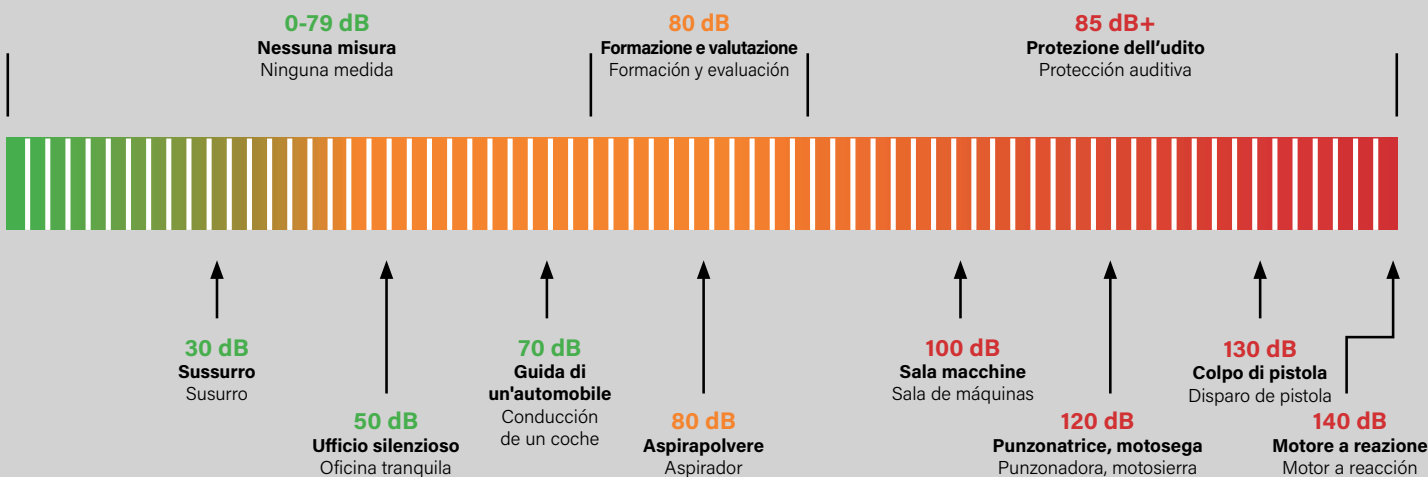 0-79 dB
Nessuna misura
Ninguna medida
80 dB
Formazione e valutazione
Formación y evaluación
85 dB+
Protezione dell’udito
Protección auditiva
30 dB
Sussurro
Susurro
50 dB
Ufficio silenzioso
Oficina tranquila
70 dB
Guida di
un'automobile
Conducción
de un coche
80 dB
Aspirapolvere
Aspirador
100 dB
Sala macchine
Sala de máquinas
120 dB
Punzonatrice, motosega
Punzonadora, motosierra
130 dB
Colpo di pistola
Disparo de pistola
140 dB
Motore a reazione
Motor a reacción